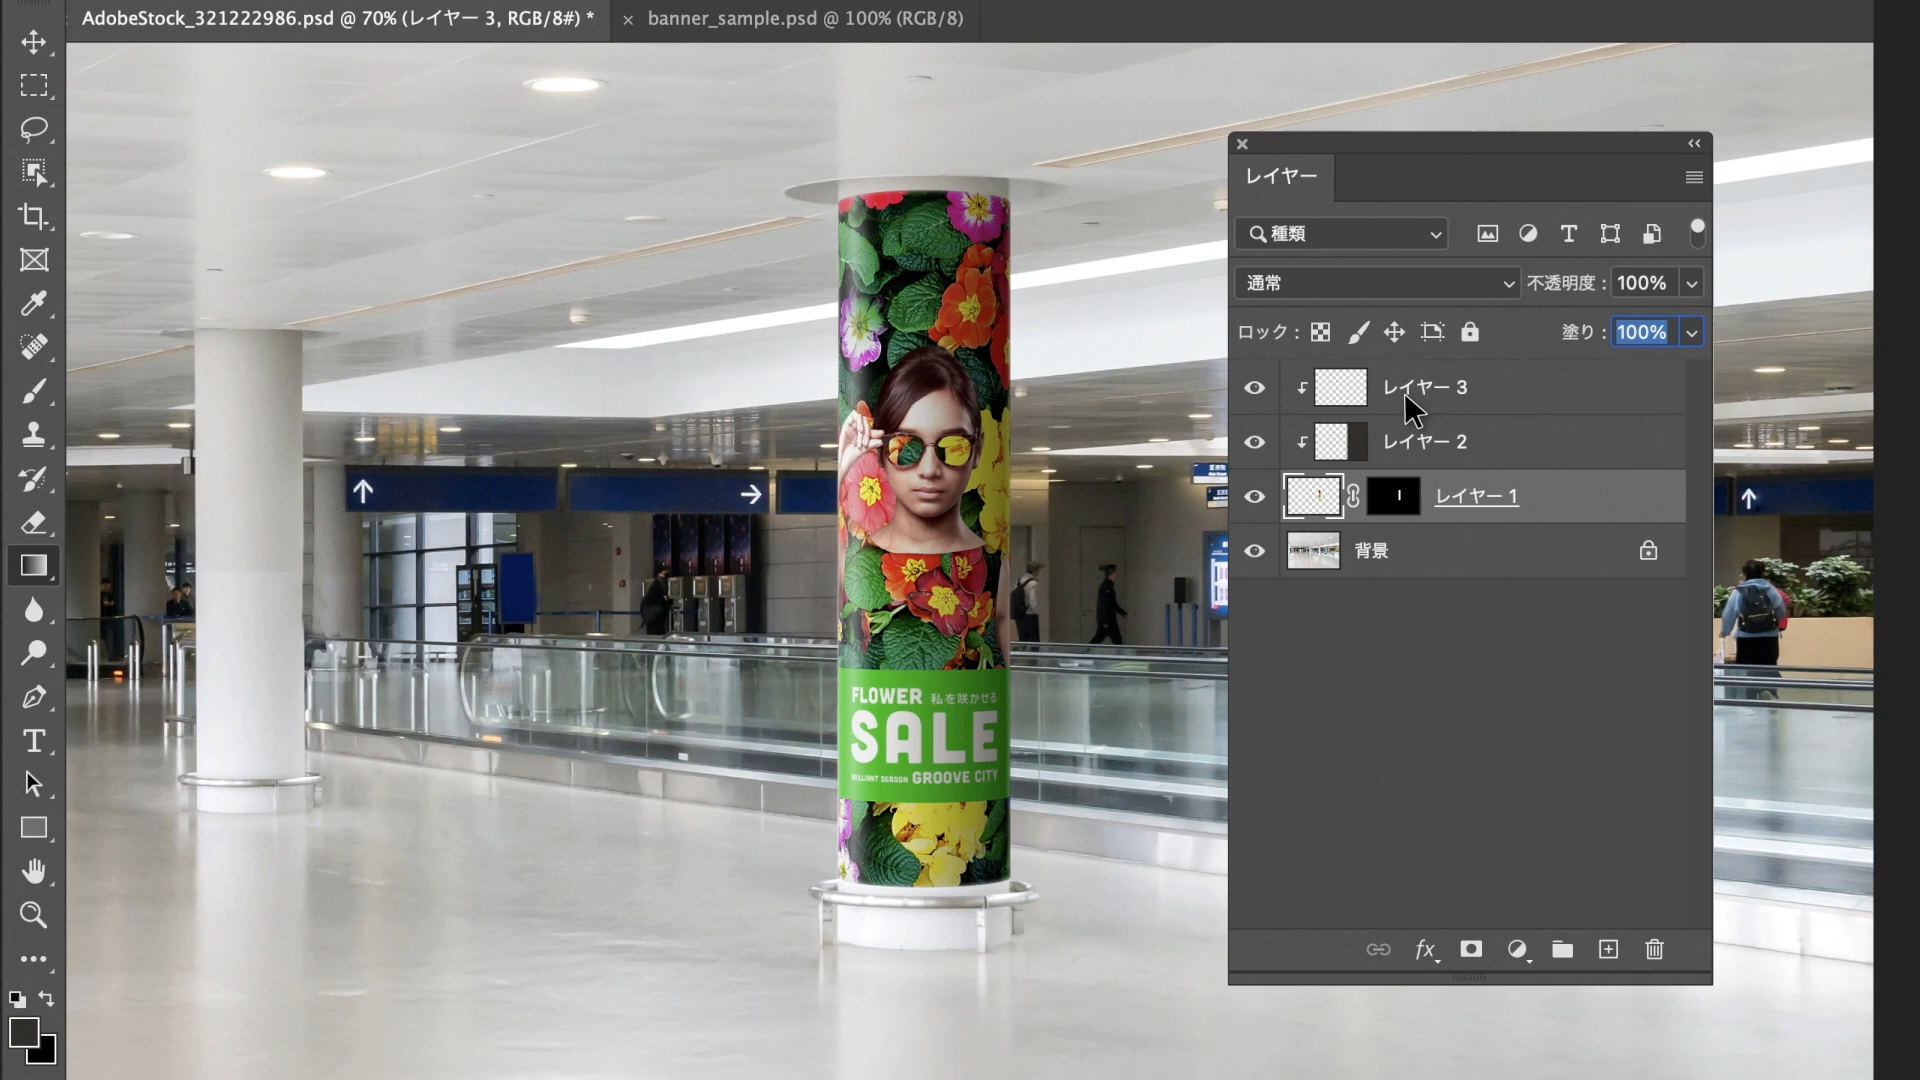 AdobeStock_321222986.psd @ 70% (レイヤー 3, RGB/8#) *
× banner_sample.psd @ 100% (RGB/8)
レイヤー
種類
通常
不透明度 : 100%
ロック :
塗り : 100%
レイヤー 3
レイヤー 2
レイヤー 1
背景
fx
FLOWER 私を咲かせる
SALE
BRILLIANT SEASON GROOVE CITY